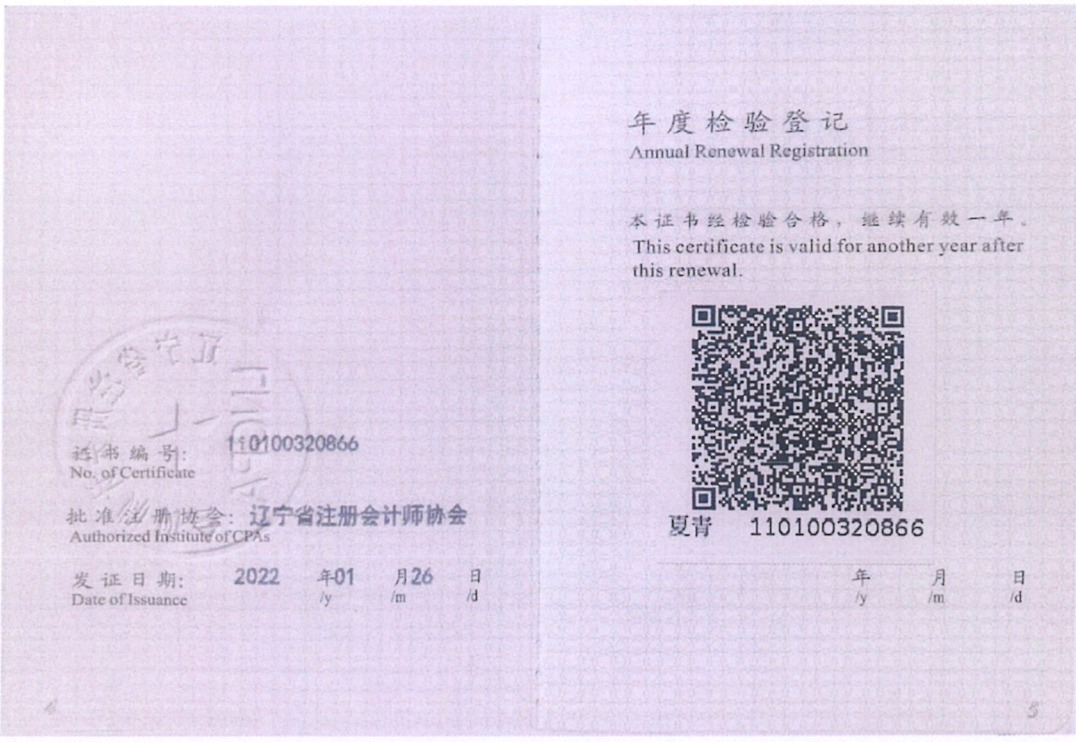 证书编号: 110100320866
No. of Certificate
批准注册协会: 辽宁省注册会计师协会
Authorized Institute of CPAs
发证日期: 2022 年01 月26 日
Date of Issuance /y /m /d
年度检验登记
Annual Renewal Registration
本证书经检验合格，继续有效一年。
This certificate is valid for another year after
this renewal.
夏青 110100320866
年 月 日
/y /m /d
5